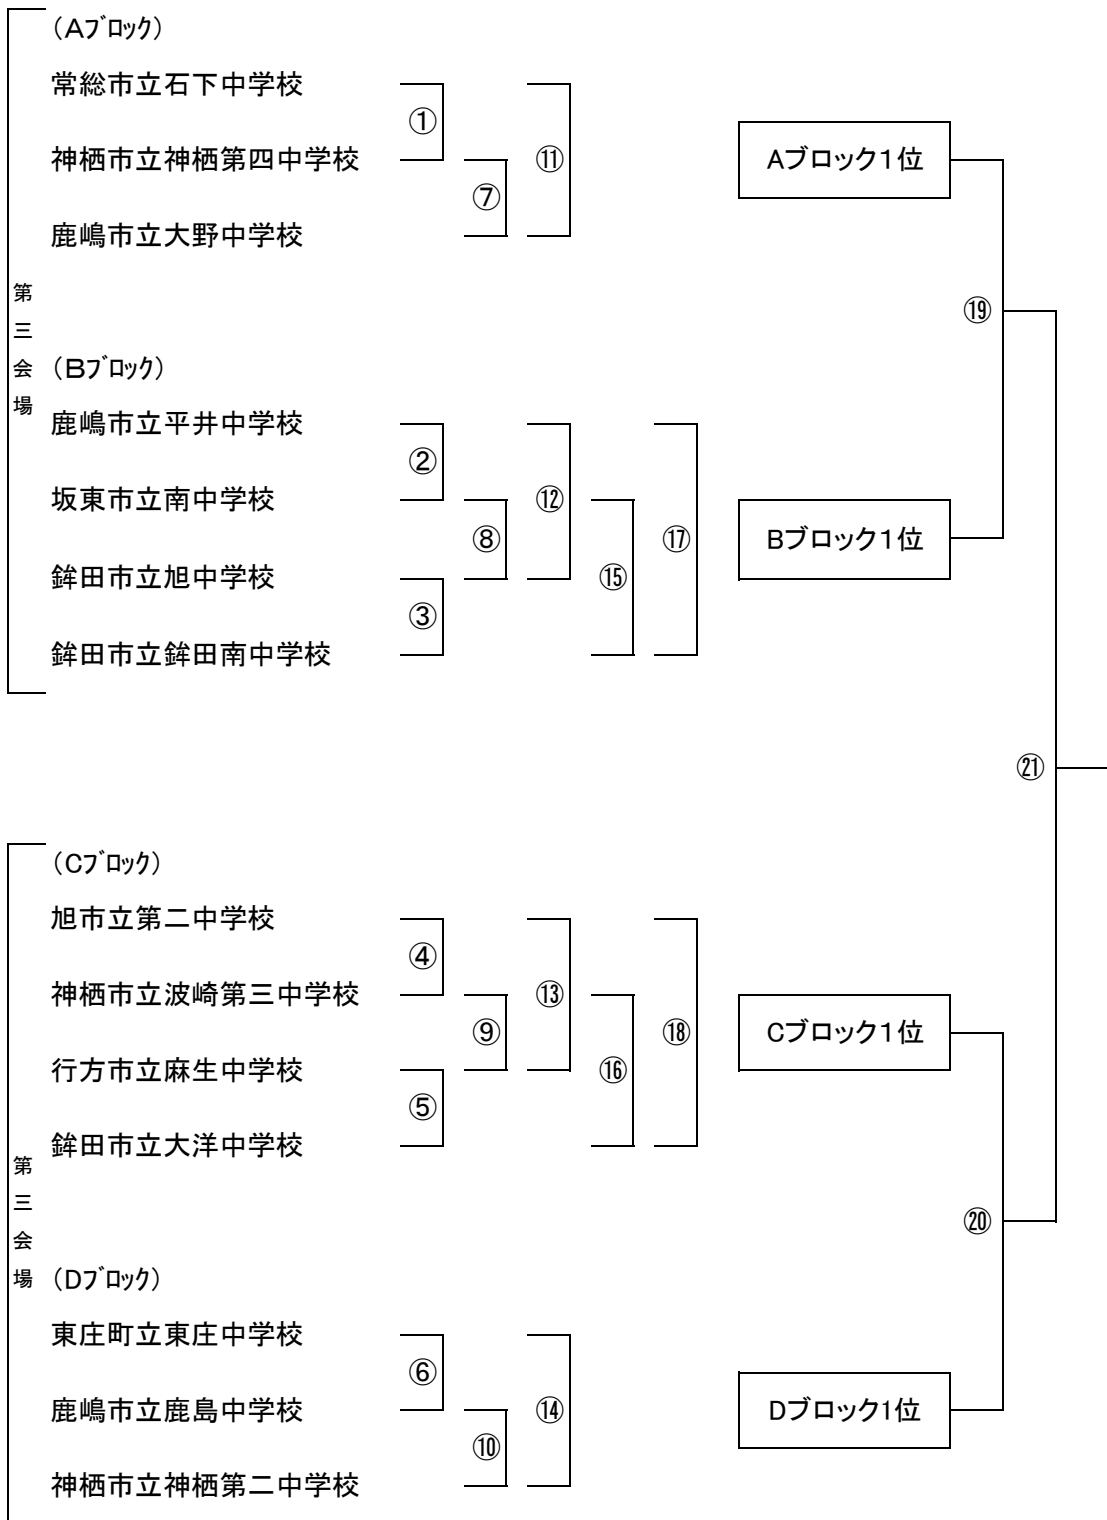 （Aﾌﾞﾛｯｸ）
常総市立石下中学校
①
神栖市立神栖第四中学校
⑪
Aブロック１位
⑦
鹿嶋市立大野中学校
第三会場
⑲
（Bﾌﾞﾛｯｸ）
鹿嶋市立平井中学校
②
坂東市立南中学校
⑫
⑧
⑰
Bブロック１位
鉾田市立旭中学校
⑮
③
鉾田市立鉾田南中学校
㉑
（Cﾌﾞﾛｯｸ）
旭市立第二中学校
④
神栖市立波崎第三中学校
⑬
⑨
⑱
Cブロック１位
行方市立麻生中学校
⑯
⑤
鉾田市立大洋中学校
第三会場
⑳
（Dﾌﾞﾛｯｸ）
東庄町立東庄中学校
⑥
鹿嶋市立鹿島中学校
⑭
Dブロック1位
⑩
神栖市立神栖第二中学校